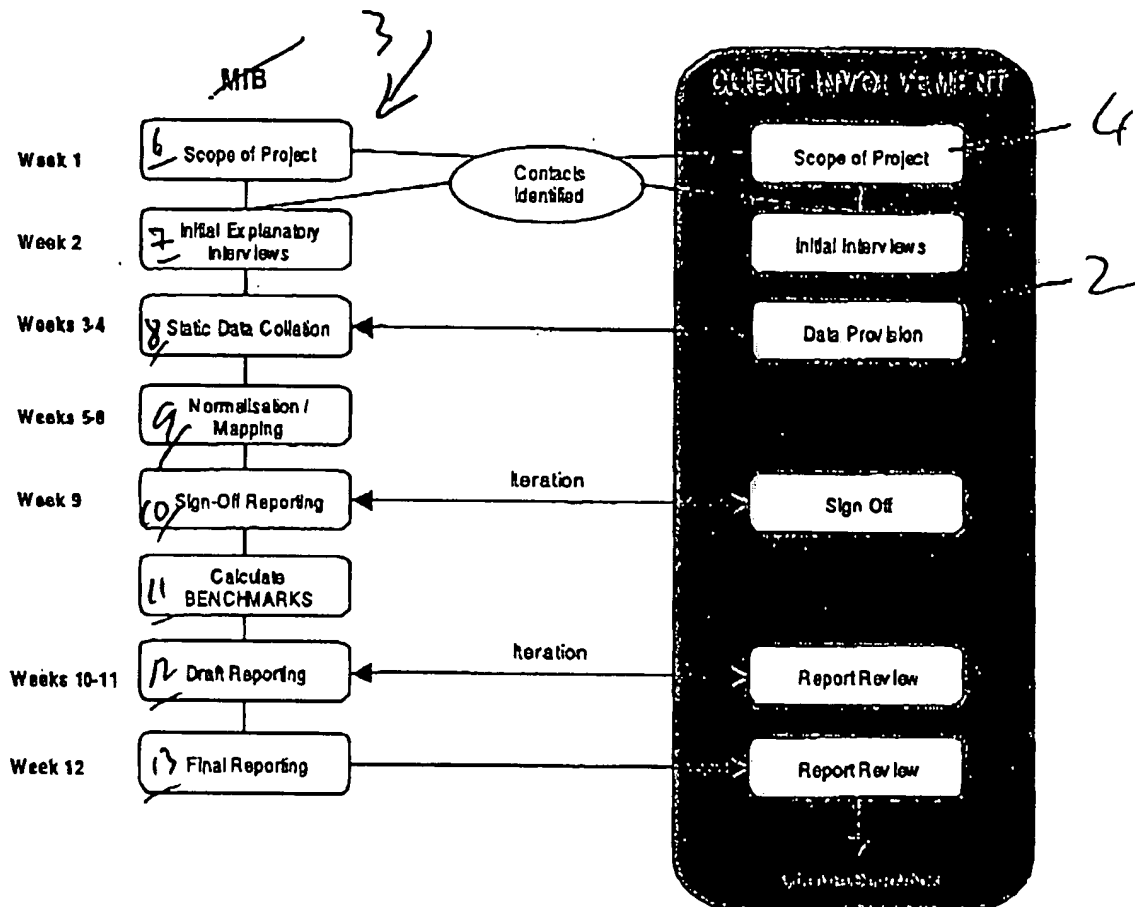 3
MIB
CLIENT INVOLVEMENT
4
Week 1
6 Scope of Project
Contacts
Identified
Scope of Project
Week 2
7 Initial Explanatory
Interviews
Initial Interviews
2
Weeks 3-4
8 Static Data Collation
Data Provision
Weeks 5-8
9 Normalisation /
Mapping
Week 9
10 Sign-Off Reporting
Iteration
Sign Off
11 Calculate
BENCHMARKS
Weeks 10-11
12 Draft Reporting
Iteration
Report Review
Week 12
13 Final Reporting
Report Review